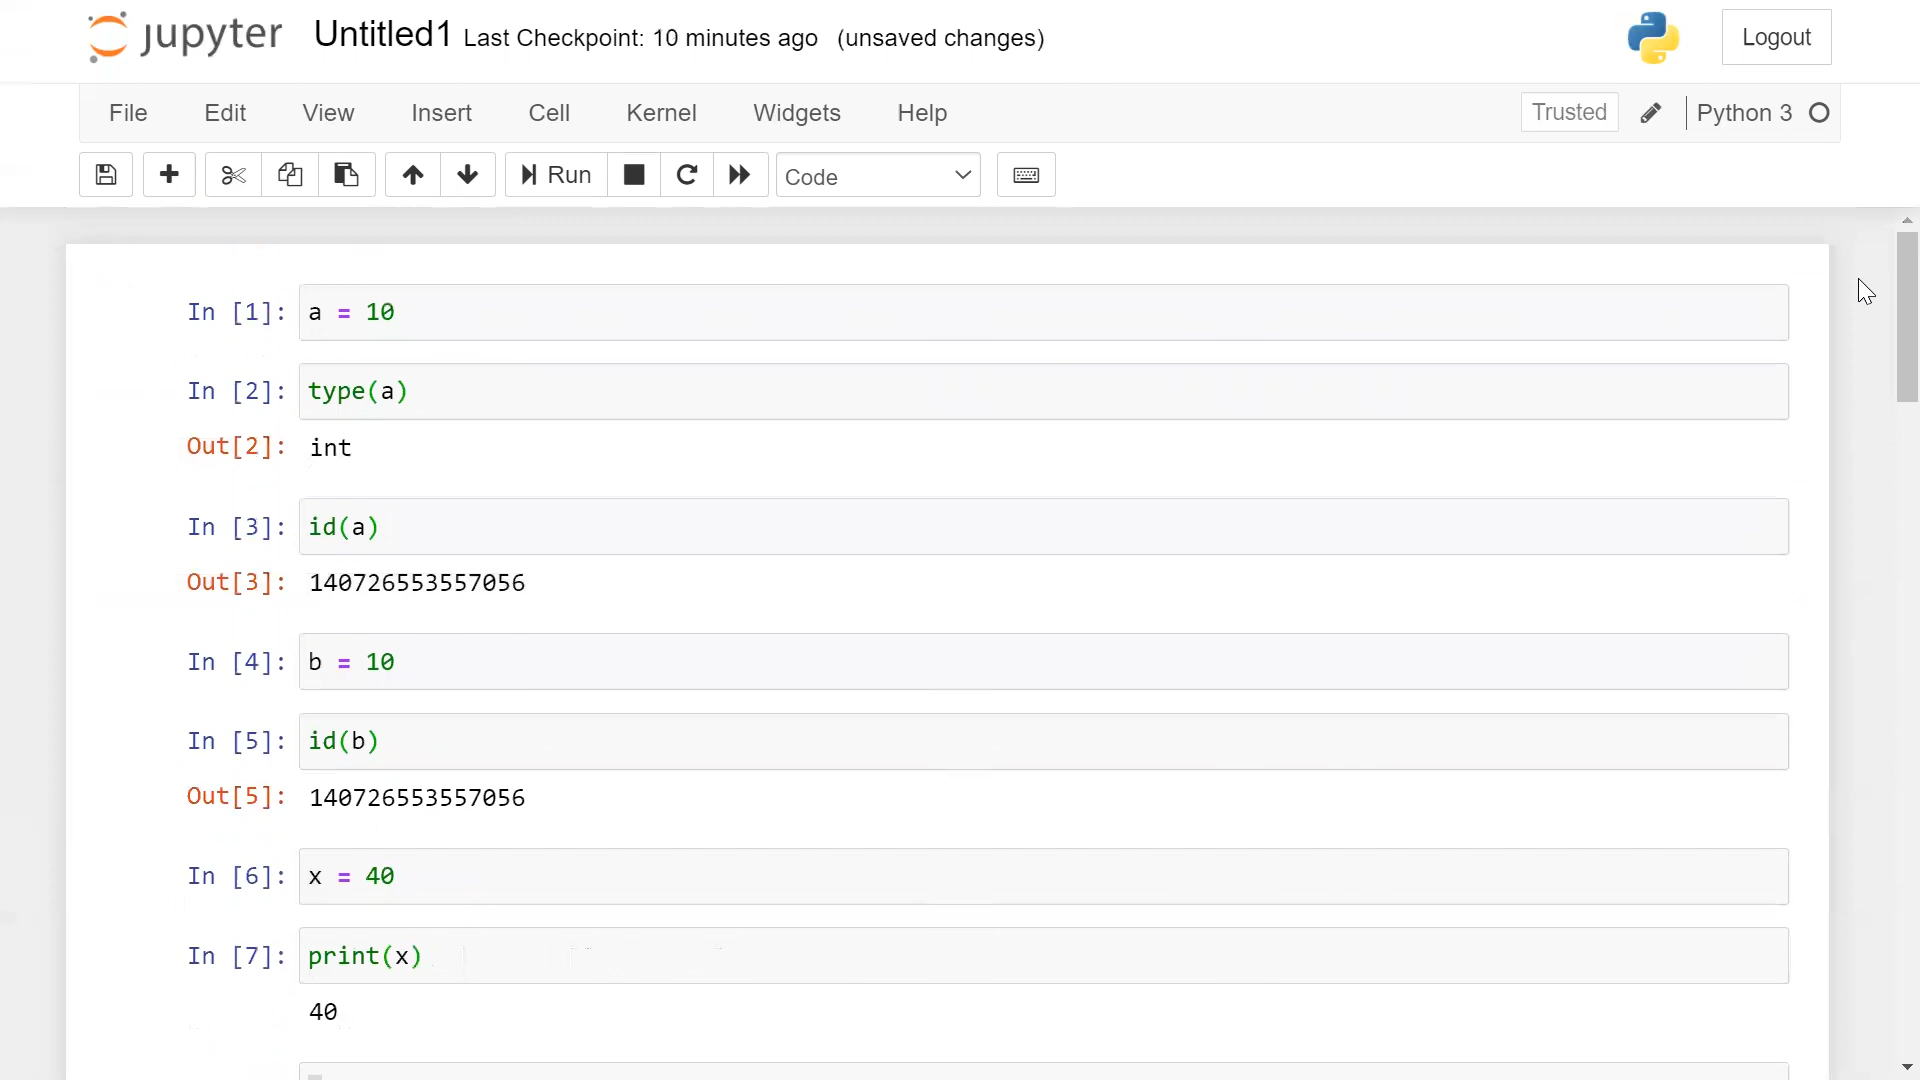 jupyter Untitled1 Last Checkpoint: 10 minutes ago (unsaved changes) Logout
File Edit View Insert Cell Kernel Widgets Help Trusted Python 3
Run Code
In [1]: a = 10
In [2]: type(a)
Out[2]: int
In [3]: id(a)
Out[3]: 140726553557056
In [4]: b = 10
In [5]: id(b)
Out[5]: 140726553557056
In [6]: x = 40
In [7]: print(x)
40